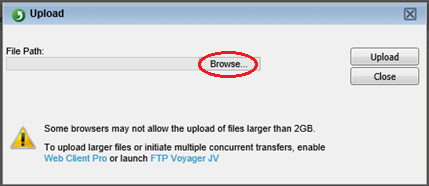 Upload
File Path:
Browse...
Upload
Close
Some browsers may not allow the upload of files larger than 2GB.
To upload larger files or initiate multiple concurrent transfers, enable
Web Client Pro or launch FTP Voyager JV